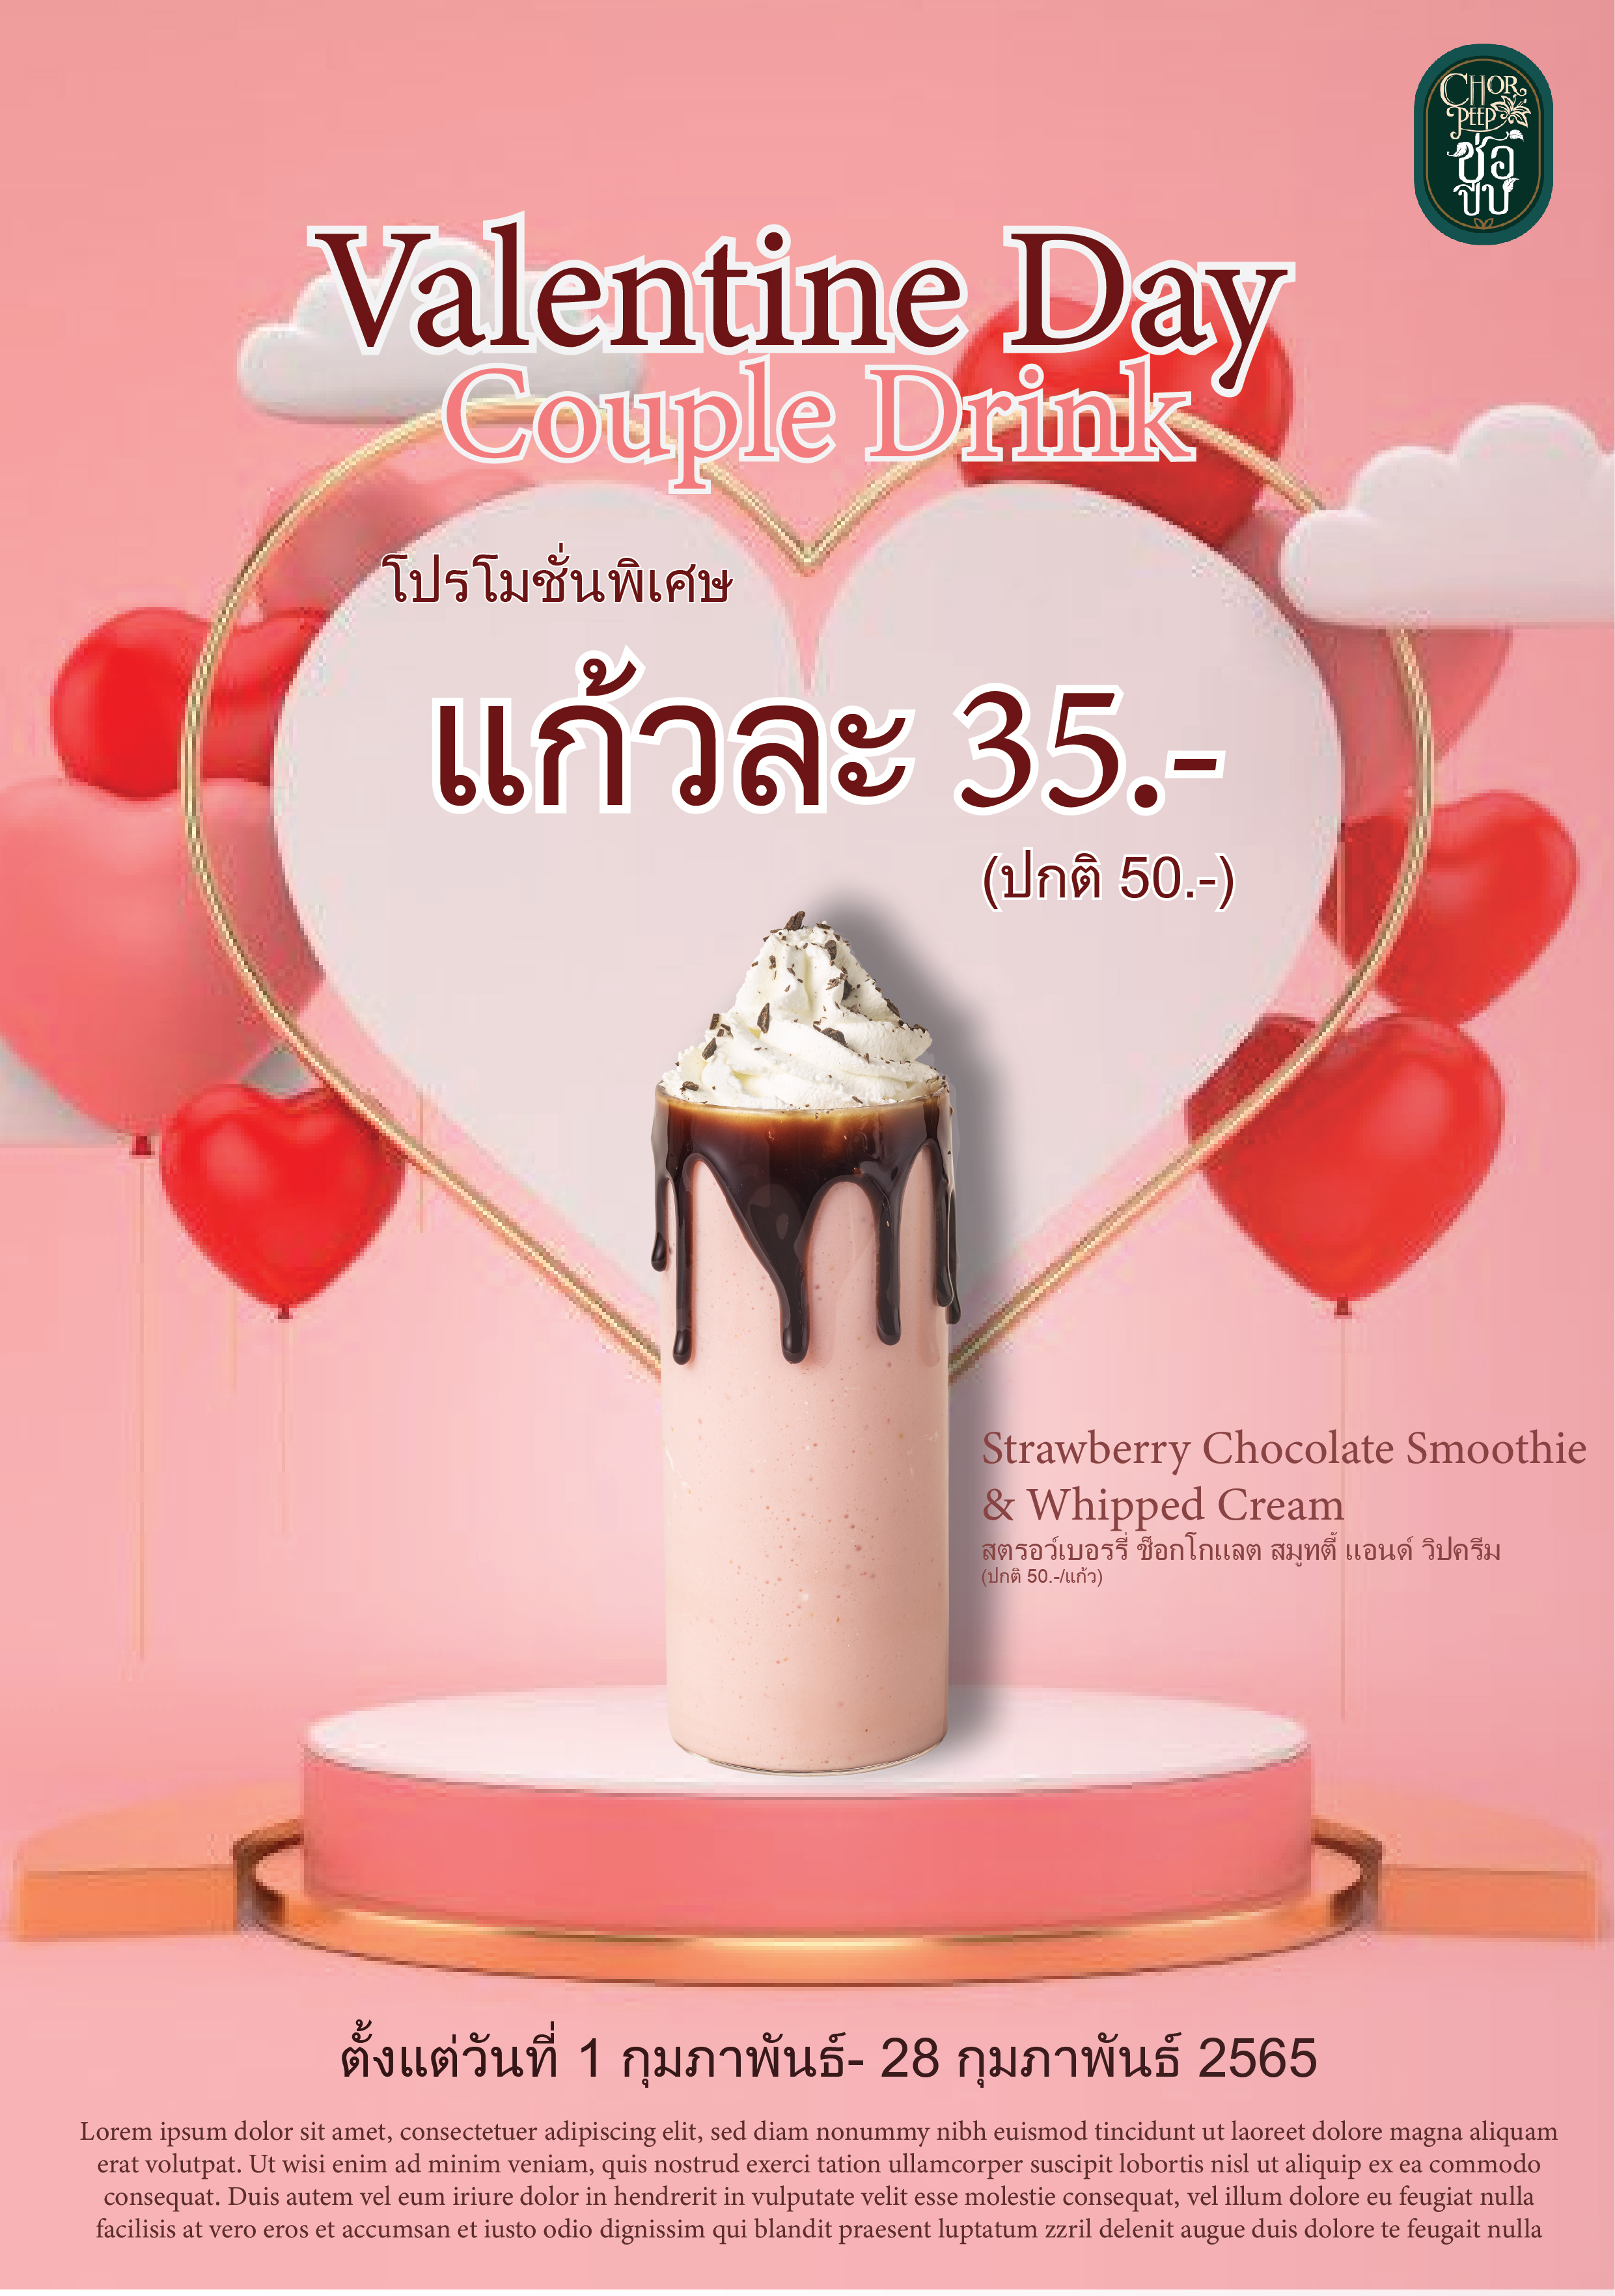 CHOR
PEEP
ช่อ
ปีป
Valentine Day
Couple Drink
โปรโมชั่นพิเศษ
แก้วละ 35.-
(ปกติ 50.-)
Strawberry Chocolate Smoothie
& Whipped Cream
สตรอว์เบอรรี่ ช็อกโกแลต สมูทตี้ แอนด์ วิปครีม
(ปกติ 50.-/แก้ว)
ตั้งแต่วันที่ 1 กุมภาพันธ์- 28 กุมภาพันธ์ 2565
Lorem ipsum dolor sit amet, consectetuer adipiscing elit, sed diam nonummy nibh euismod tincidunt ut laoreet dolore magna aliquam
erat volutpat. Ut wisi enim ad minim veniam, quis nostrud exerci tation ullamcorper suscipit lobortis nisl ut aliquip ex ea commodo
consequat. Duis autem vel eum iriure dolor in hendrerit in vulputate velit esse molestie consequat, vel illum dolore eu feugiat nulla
facilisis at vero eros et accumsan et iusto odio dignissim qui blandit praesent luptatum zzril delenit augue duis dolore te feugait nulla